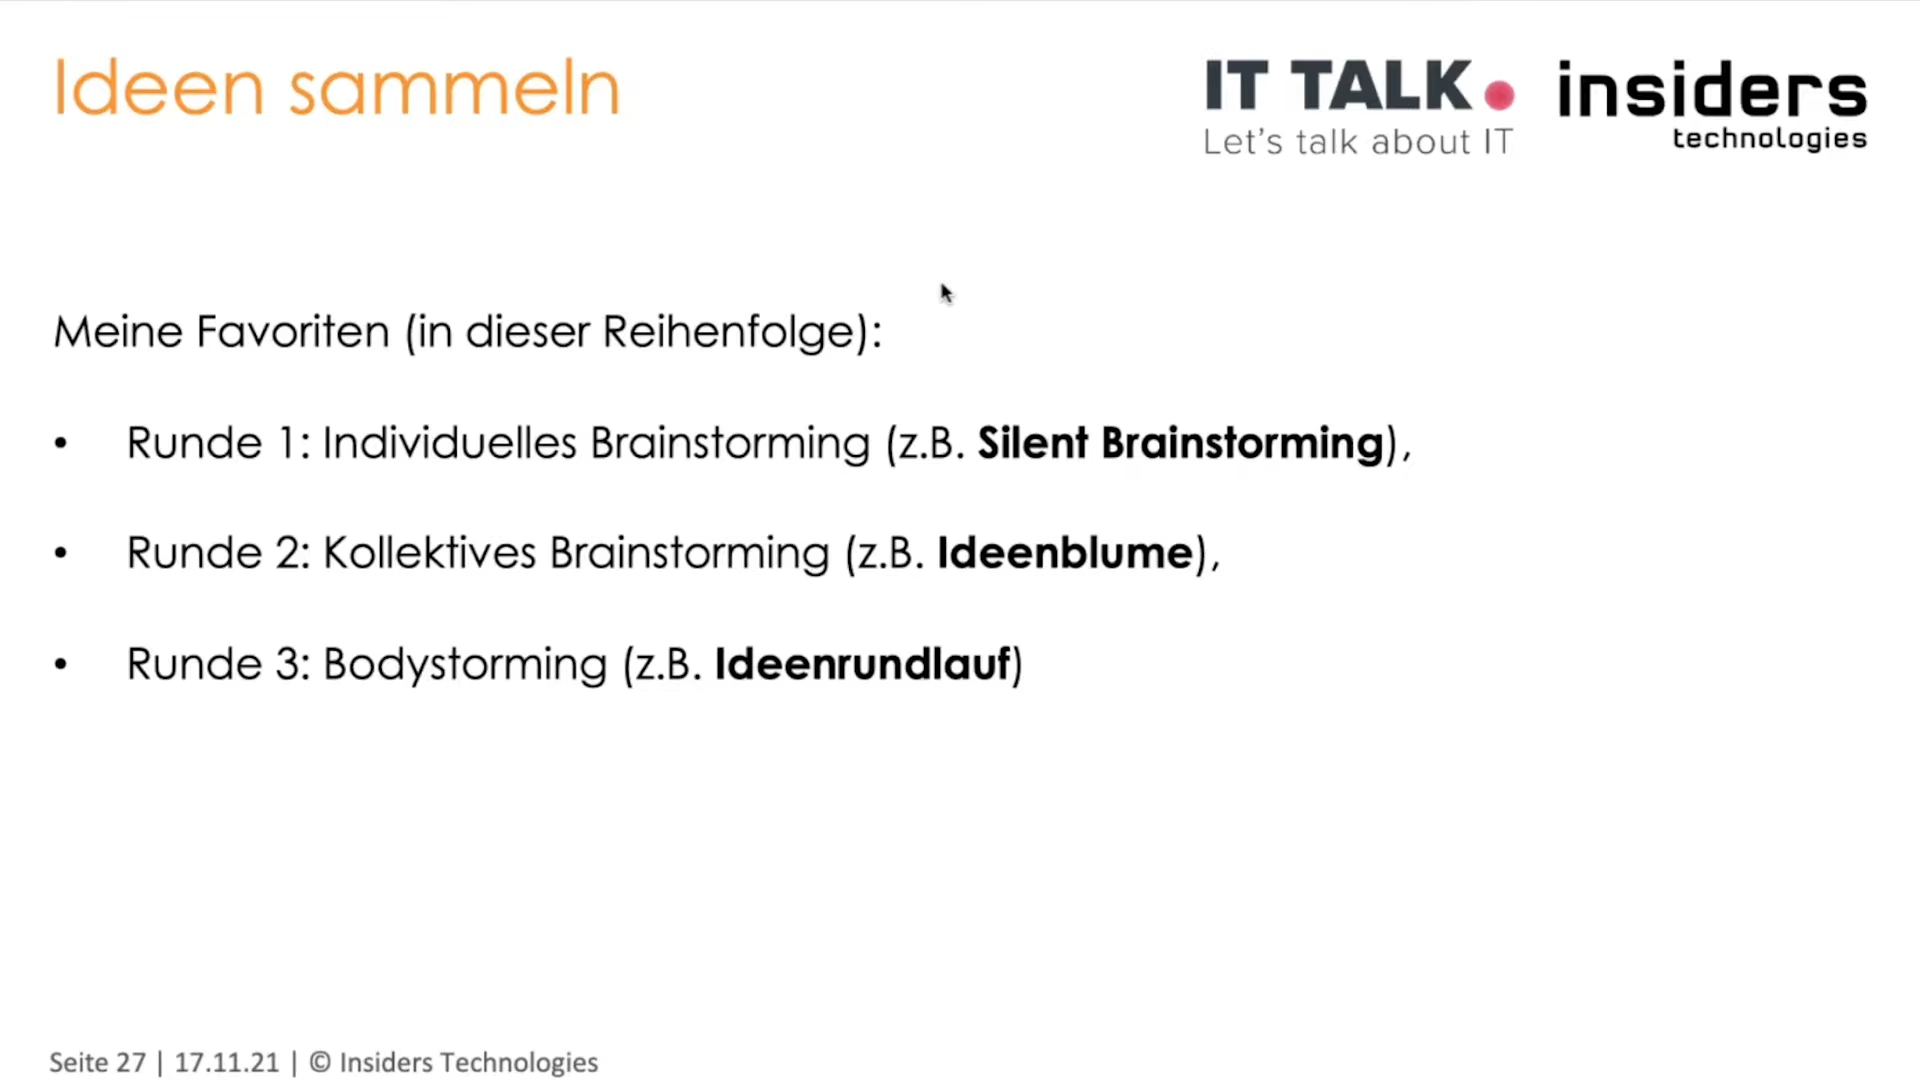 Ideen sammeln
IT TALK.
Let's talk about IT
insiders
technologies
Meine Favoriten (in dieser Reihenfolge):
• Runde 1: Individuelles Brainstorming (z.B. Silent Brainstorming),
• Runde 2: Kollektives Brainstorming (z.B. Ideenblume),
• Runde 3: Bodystorming (z.B. Ideenrundlauf)
Seite 27 | 17.11.21 | © Insiders Technologies